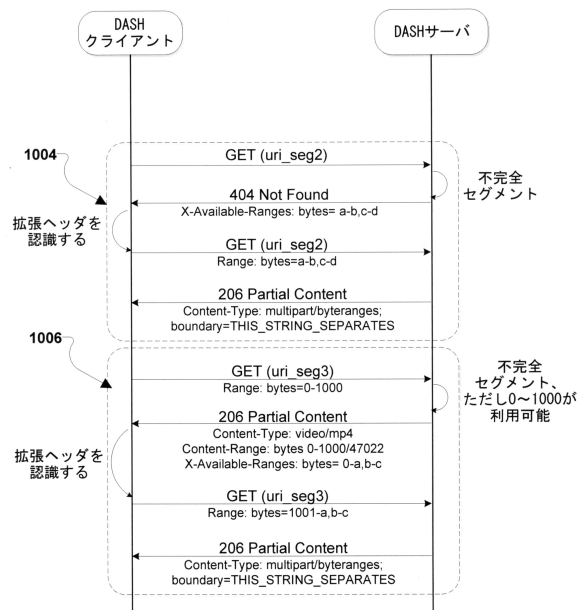 DASH
クライアント
DASHサーバ
1004
GET (uri_seg2)
不完全
セグメント
404 Not Found
X-Available-Ranges: bytes= a-b,c-d
拡張ヘッダを
認識する
GET (uri_seg2)
Range: bytes=a-b,c-d
206 Partial Content
Content-Type: multipart/byteranges;
boundary=THIS_STRING_SEPARATES
1006
GET (uri_seg3)
Range: bytes=0-1000
不完全
セグメント、
ただし0～1000が
利用可能
206 Partial Content
Content-Type: video/mp4
Content-Range: bytes 0-1000/47022
X-Available-Ranges: bytes= 0-a,b-c
拡張ヘッダを
認識する
GET (uri_seg3)
Range: bytes=1001-a,b-c
206 Partial Content
Content-Type: multipart/byteranges;
boundary=THIS_STRING_SEPARATES